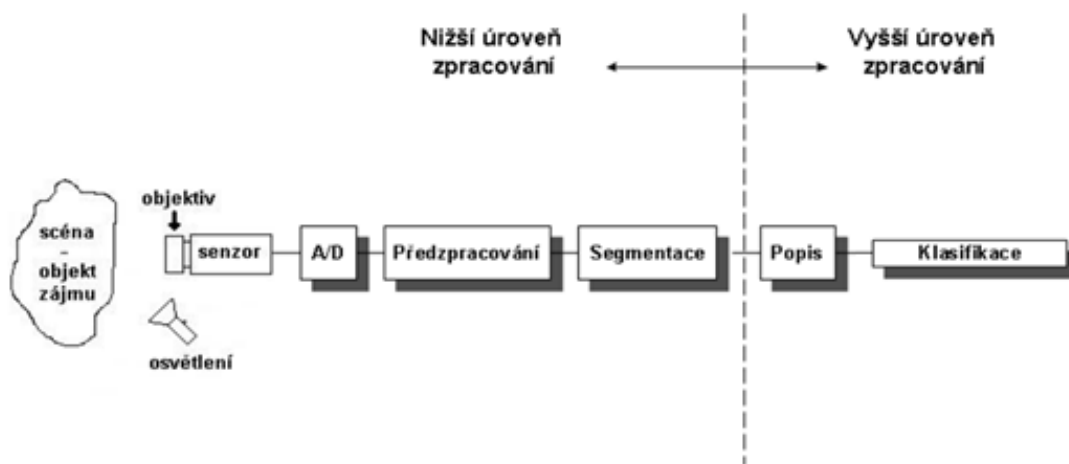 Nižší úroveň
zpracování
Vyšší úroveň
zpracování
scéna
-
objekt
zájmu
objektiv
senzor
osvětlení
A/D
Předzpracování
Segmentace
Popis
Klasifikace